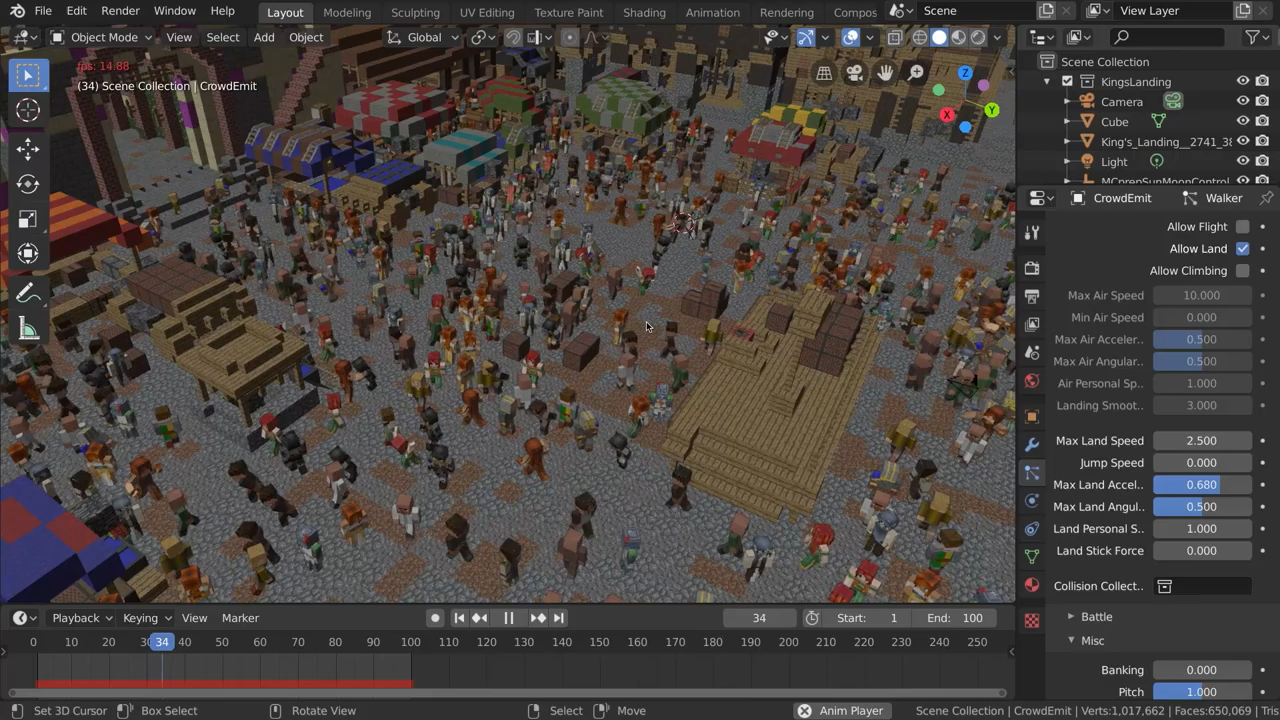 File Edit Render Window Help Layout Modeling Sculpting UV Editing Texture Paint Shading Animation Rendering Compos Scene View Layer
Object Mode View Select Add Object Global
fps: 14.88
(34) Scene Collection | CrowdEmit
Scene Collection
KingsLanding
Camera
Cube
King's_Landing__2741_38
Light
MCprepSunMoonControl
CrowdEmit Walker
Allow Flight
Allow Land
Allow Climbing
Max Air Speed 10.000
Min Air Speed 0.000
Max Air Acceler.. 0.500
Max Air Angular.. 0.500
Air Personal Sp.. 1.000
Landing Smoot.. 3.000
Max Land Speed 2.500
Jump Speed 0.000
Max Land Accel.. 0.680
Max Land Angul.. 0.500
Land Personal S.. 1.000
Land Stick Force 0.000
Collision Collect..
Battle
Misc
Banking 0.000
Pitch 1.000
X
Y
Z
Playback Keying View Marker 34 Start: 1 End: 100
0 10 20 30 34 40 50 60 70 80 90 100 110 120 130 140 150 160 170 180 190 200 210 220 230 240 250
Set 3D Cursor Box Select Rotate View Select Move Anim Player Scene Collection | CrowdEmit | Verts:1,017,662 | Faces:650,069 | Tris